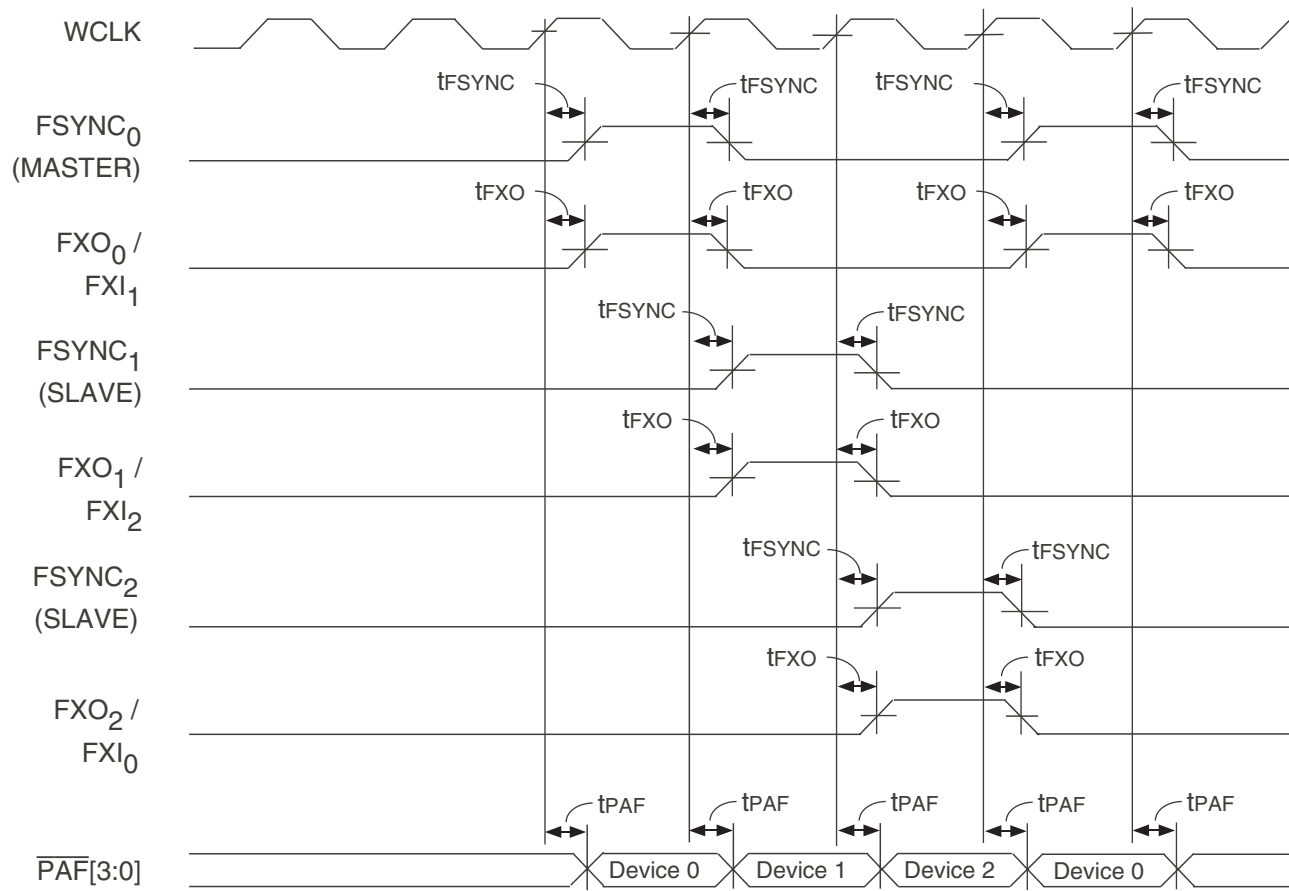 WCLK
tFSYNC tFSYNC tFSYNC tFSYNC
FSYNC0
(MASTER)
tFXO tFXO tFXO tFXO
FXO0 /
FXI1
tFSYNC tFSYNC
FSYNC1
(SLAVE)
tFXO tFXO
FXO1 /
FXI2
tFSYNC tFSYNC
FSYNC2
(SLAVE)
tFXO tFXO
FXO2 /
FXI0
tPAF tPAF tPAF tPAF tPAF
PAF[3:0] Device 0 Device 1 Device 2 Device 0